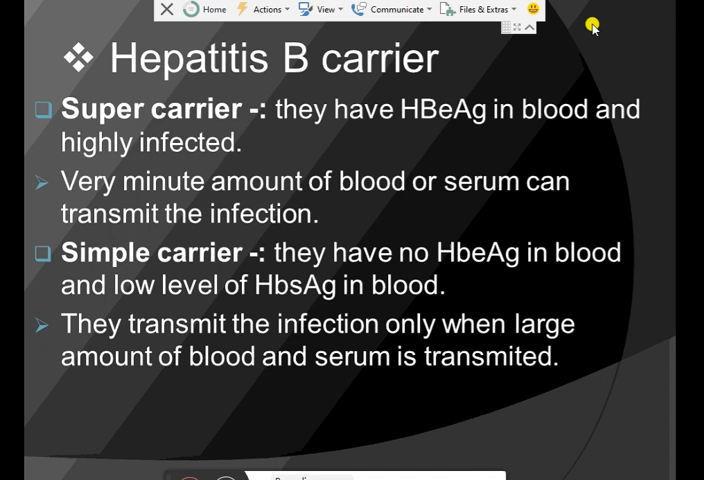 Home Actions View Communicate Files & Extras
Hepatitis B carrier
Super carrier -: they have HBeAg in blood and
highly infected.
Very minute amount of blood or serum can
transmit the infection.
Simple carrier -: they have no HbeAg in blood
and low level of HbsAg in blood.
They transmit the infection only when large
amount of blood and serum is transmited.